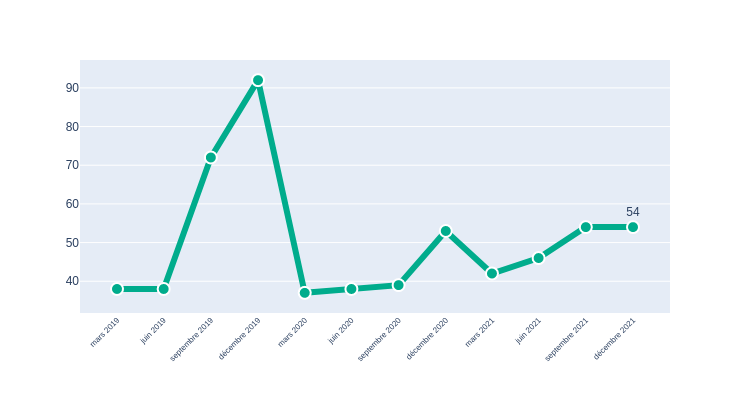 90
80
70
60
50
40
54
mars 2019
juin 2019
septembre 2019
décembre 2019
mars 2020
juin 2020
septembre 2020
décembre 2020
mars 2021
juin 2021
septembre 2021
décembre 2021